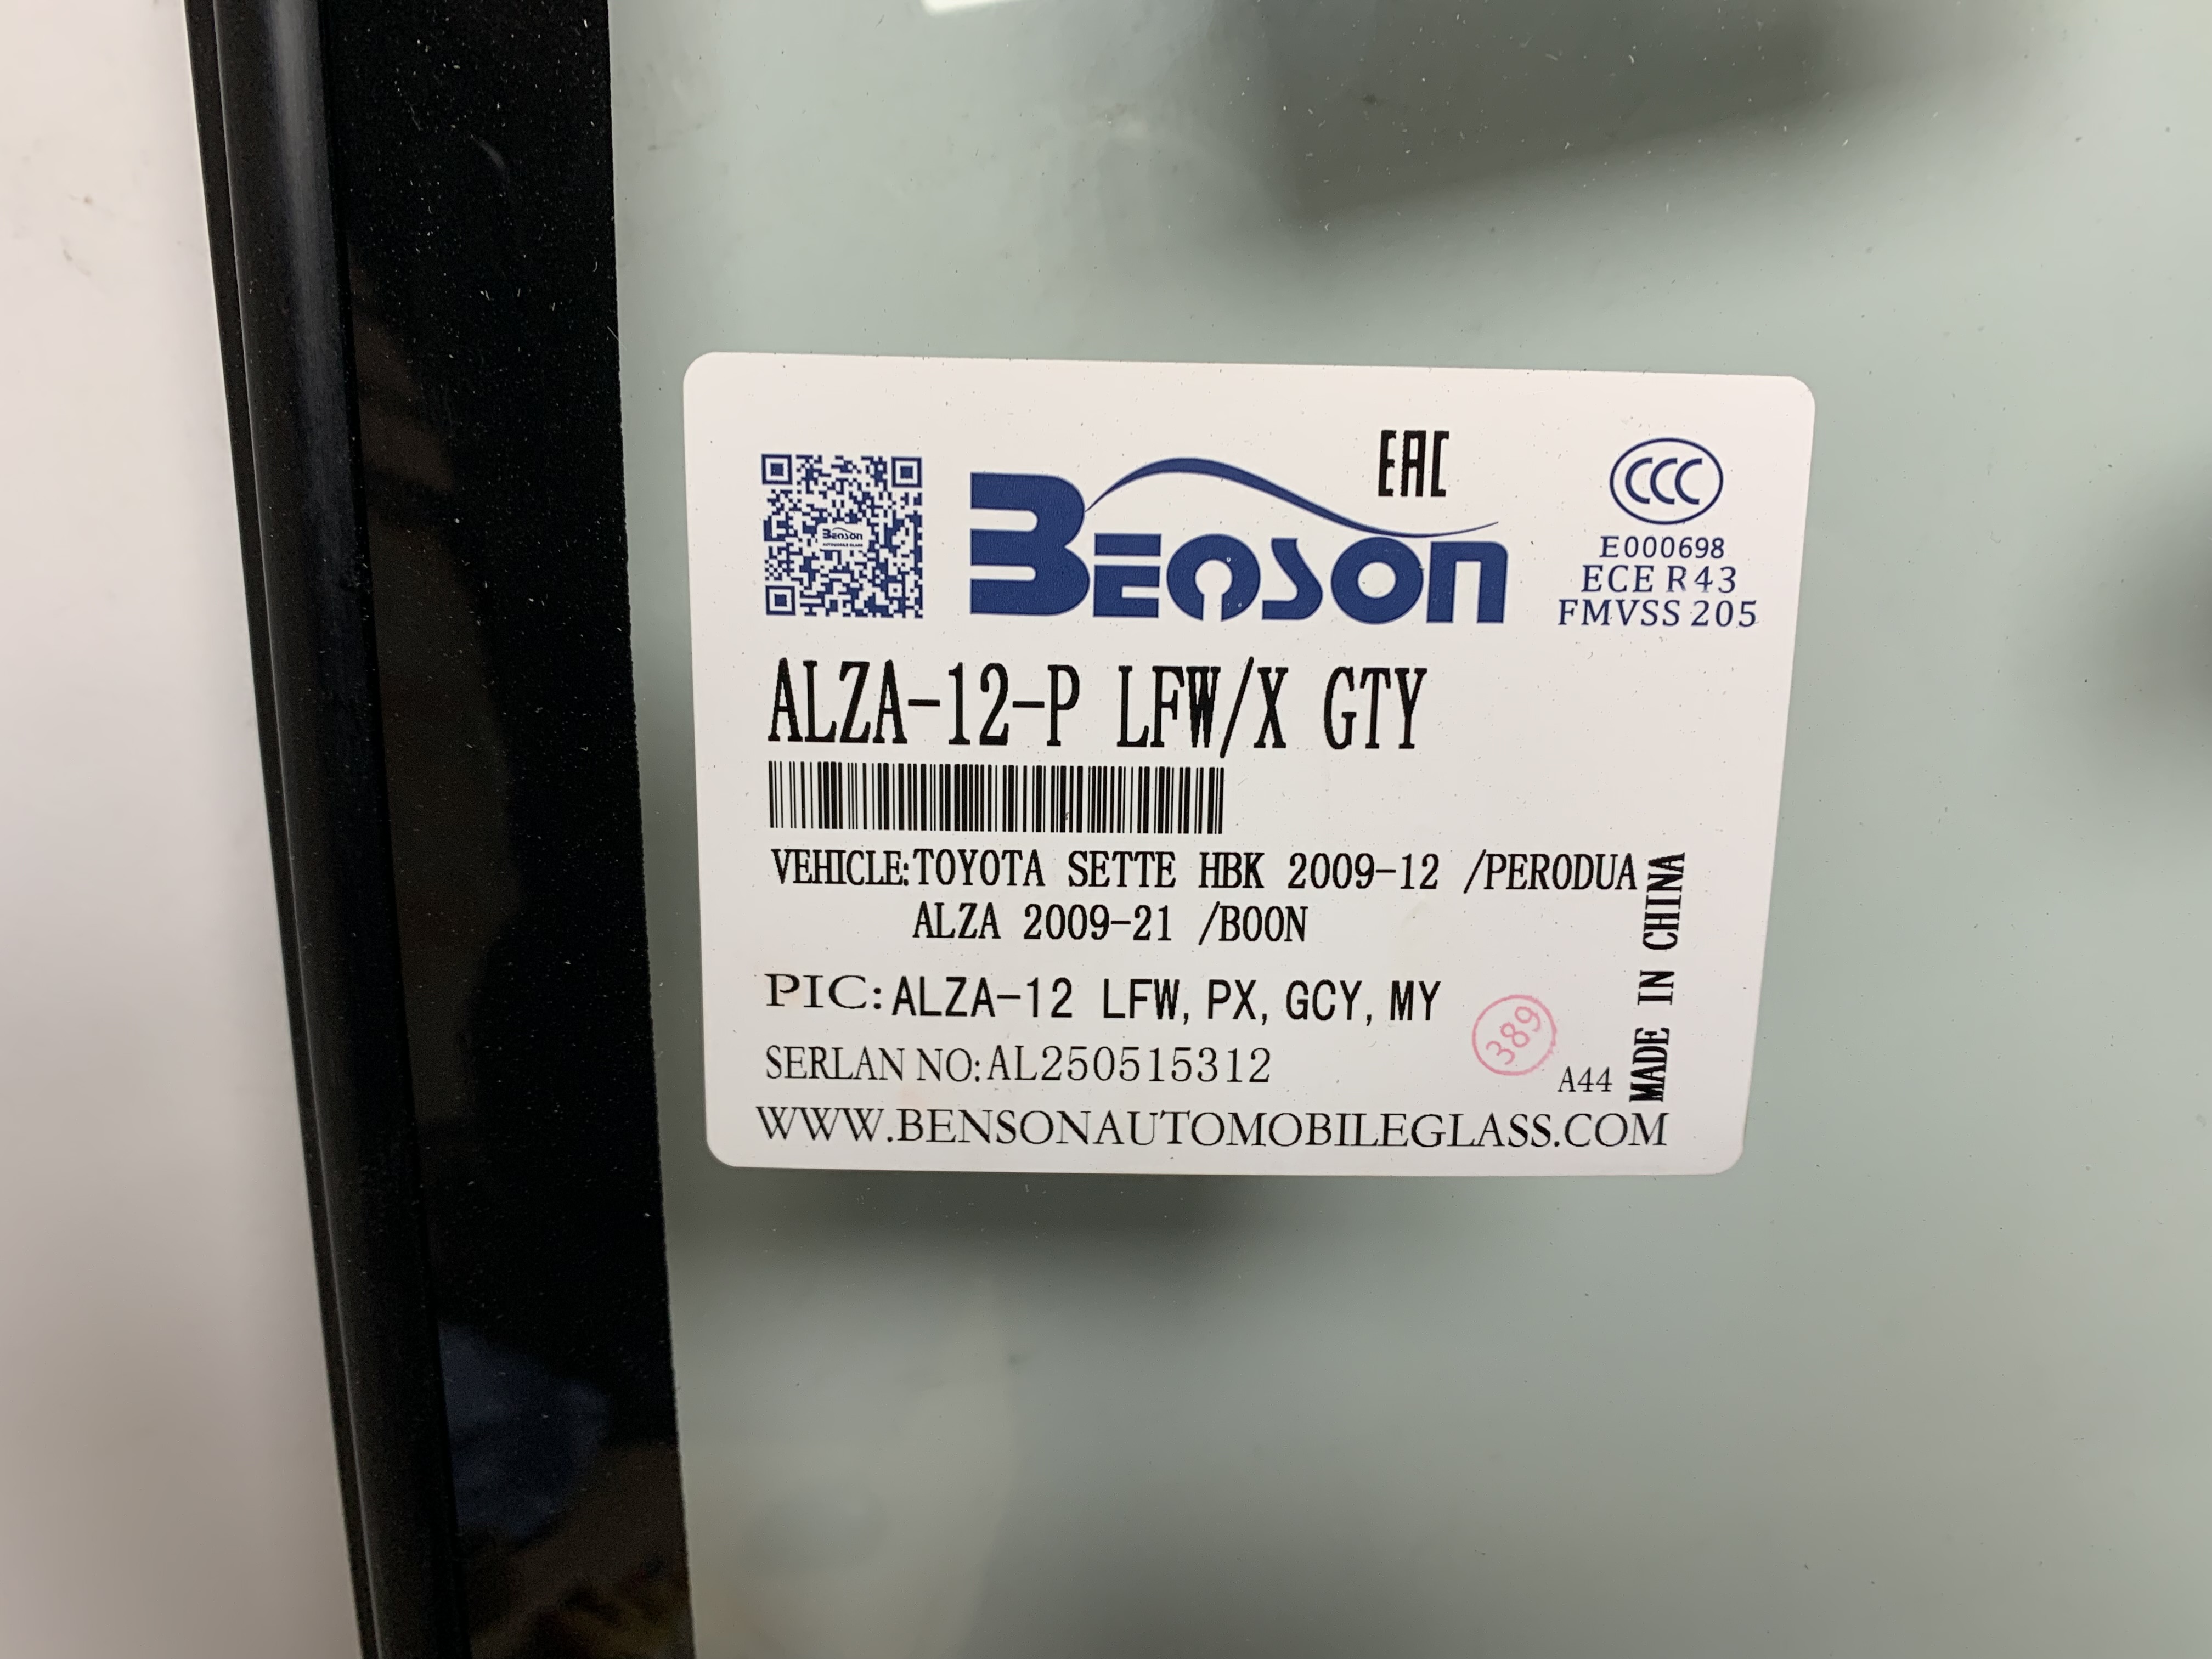 EAC
BENSON
CCC
E000698
ECE R43
FMVSS 205
ALZA-12-P LFW/X GTY
VEHICLE:TOYOTA SETTE HBK 2009-12 /PERODUA
ALZA 2009-21 /BOON
PIC:ALZA-12 LFW, PX, GCY, MY
389
SERLAN NO:AL250515312
A44
MADE IN CHINA
WWW.BENSONAUTOMOBILEGLASS.COM
Benson